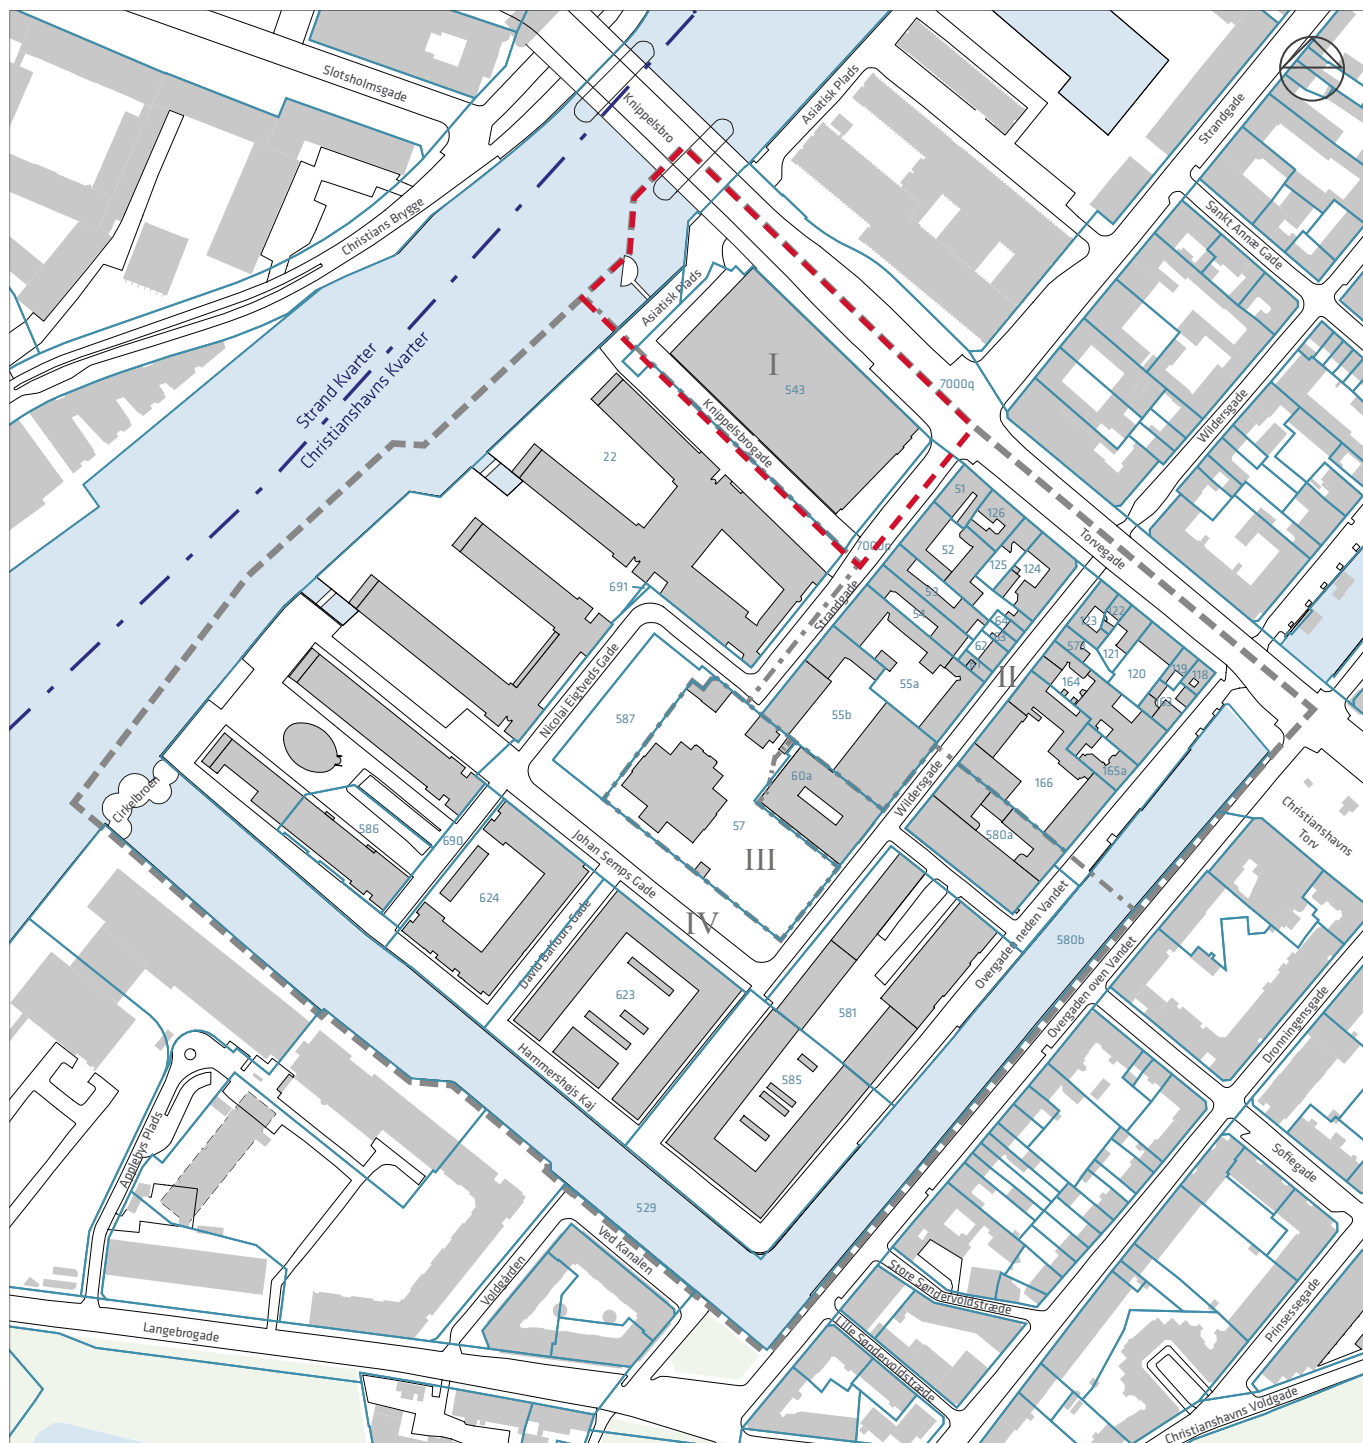 Slotsholmsgade
Knippelsbro
Asiatisk Plads
Strandgade
Sankt Annæ Gade
Christians Brygge
Asiatisk Plads
Strand Kvarter
Christianshavns Kvarter
I
543
7000q
Wildersgade
Knippelsbrogade
22
51
126
Torvegade
7000p
52
125
124
53
691
Strandgade
54
64
63
62
122
123
573
121
119
118
120
II
164
163
55a
55b
Nicolai Eigtveds Gade
587
60a
165a
166
Wildersgade
Cirkelbroen
586
690
57
580a
Christianshavns
Torv
Johan Semps Gade
III
624
IV
David Balfours Gade
Overgaden neden Vandet
580b
Overgaden oven Vandet
623
581
Dronningensgade
Hammershøjs Kaj
585
Applebys Plads
Sofiegade
529
Ved Kanalen
Voldgården
Store Søndervoldstræde
Prinsessegade
Langebrogade
Lille Søndervoldstræde
Christianshavns Voldgade